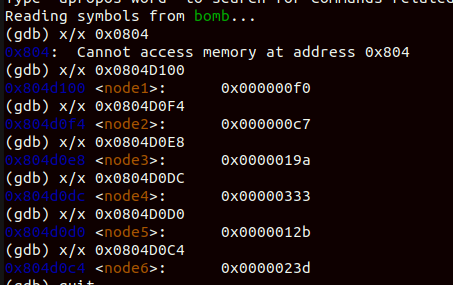 Type "apropos word" to search for commands related
Reading symbols from bomb...
(gdb) x/x 0x0804
0x804:  Cannot access memory at address 0x804
(gdb) x/x 0x0804D100
0x804d100 <node1>:      0x000000f0
(gdb) x/x 0x0804D0F4
0x804d0f4 <node2>:      0x000000c7
(gdb) x/x 0x0804D0E8
0x804d0e8 <node3>:      0x0000019a
(gdb) x/x 0x0804D0DC
0x804d0dc <node4>:      0x00000333
(gdb) x/x 0x0804D0D0
0x804d0d0 <node5>:      0x0000012b
(gdb) x/x 0x0804D0C4
0x804d0c4 <node6>:      0x0000023d
(gdb) quit